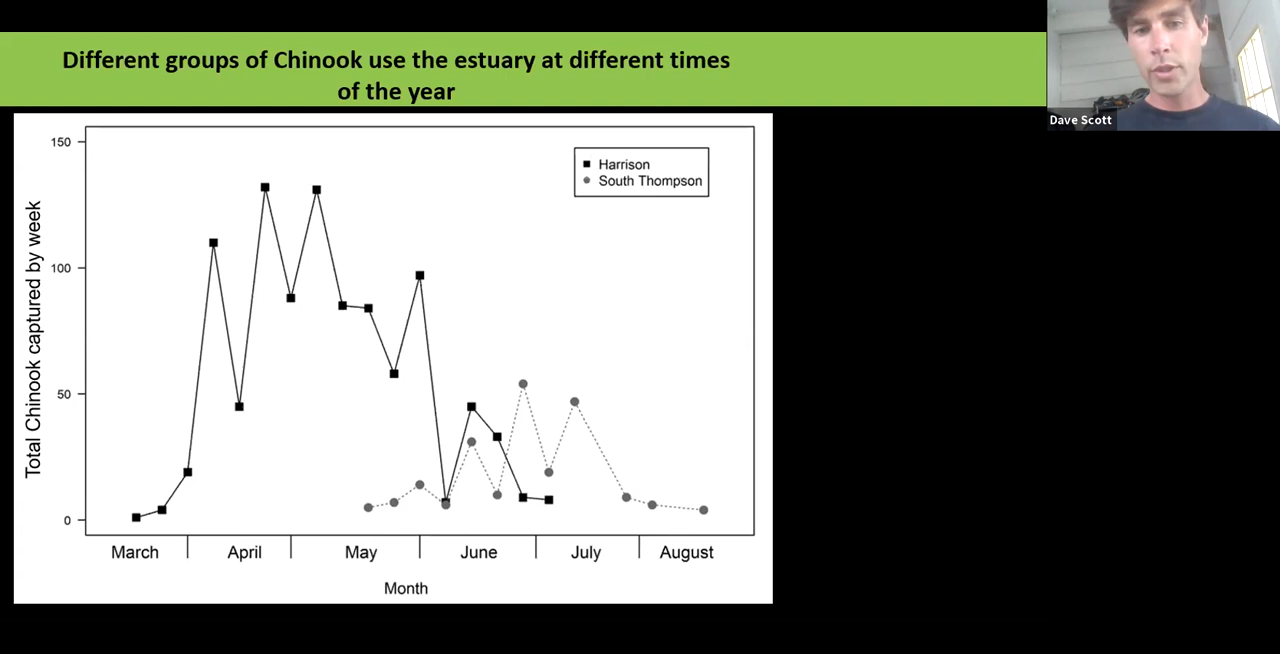 Different groups of Chinook use the estuary at different times
of the year
Dave Scott
150
100
50
0
Total Chinook captured by week
Harrison
South Thompson
March
April
May
June
July
August
Month